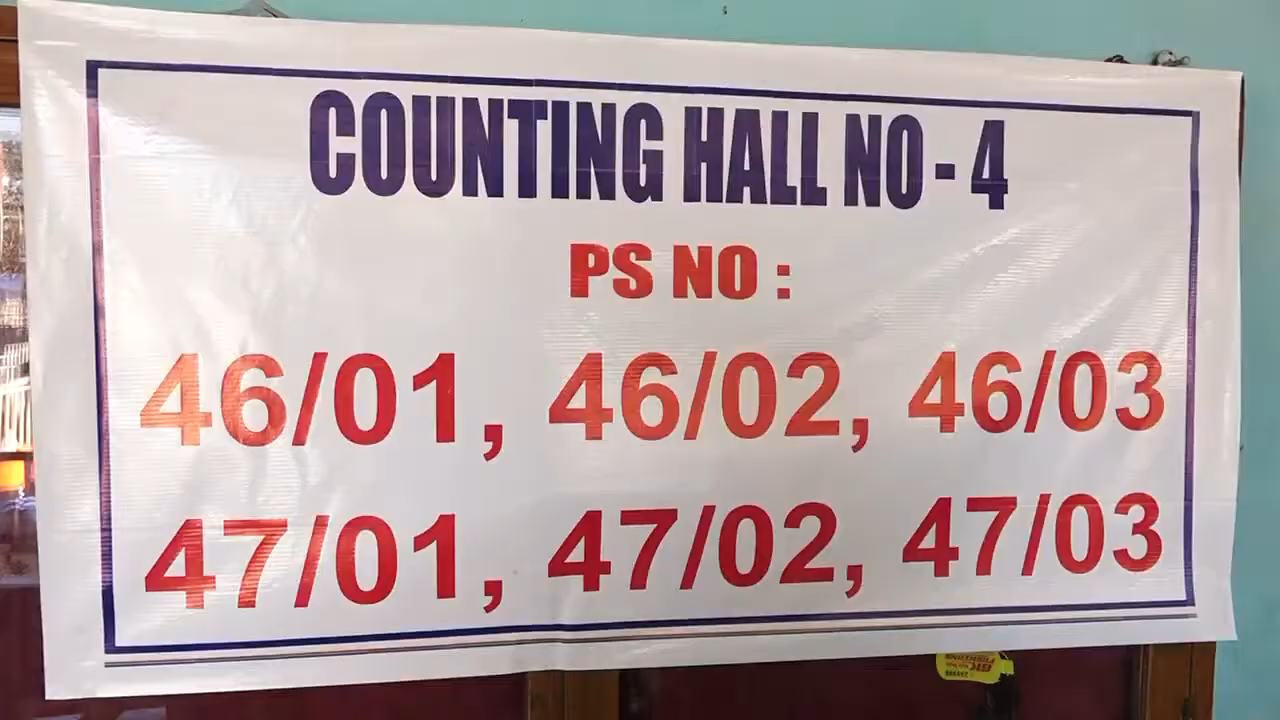 COUNTING HALL NO - 4
PS NO :
46/01, 46/02, 46/03
47/01, 47/02, 47/03